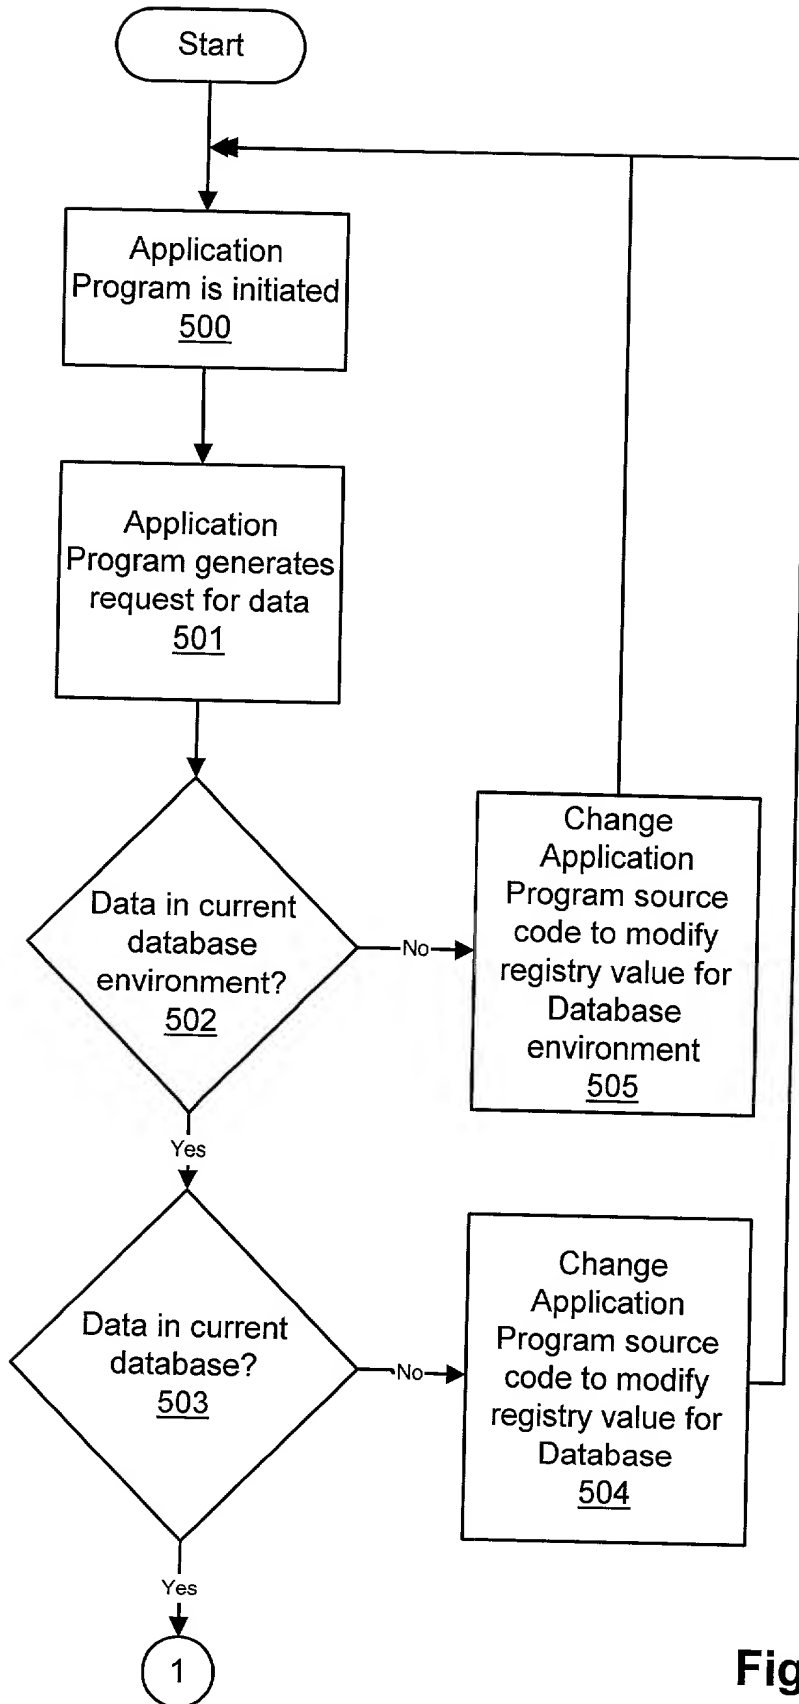 Start
Application
Program is initiated
500
Application
Program generates
request for data
501
Data in current
database
environment?
502
No
Change
Application
Program source
code to modify
registry value for
Database
environment
505
Yes
Data in current
database?
503
No
Change
Application
Program source
code to modify
registry value for
Database
504
Yes
1
Fig